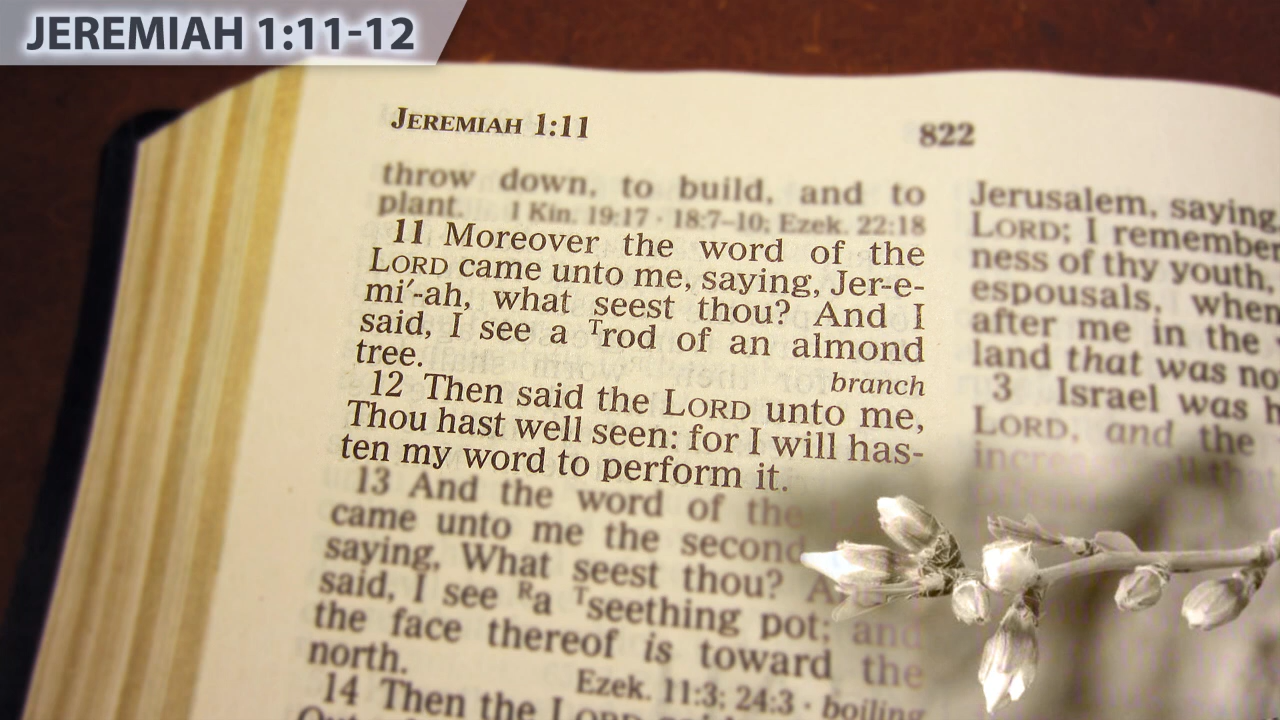 JEREMIAH 1:11-12
JEREMIAH 1:11
822
throw down, to build, and to
plant. 1 Kin. 19:17 · 18:7–10; Ezek. 22:18
11 Moreover the word of the
LORD came unto me, saying, Jer-e-
mi′-ah, what seest thou? And I
said, I see a ᵀrod of an almond
tree.
branch
12 Then said the LORD unto me,
Thou hast well seen: for I will has-
ten my word to perform it.
13 And the word of the
came unto me the second
saying, What seest thou? A
said, I see ᴿa ᵀseething pot; and
the face thereof is toward the
north.
Ezek. 11:3; 24:3 · boiling
14 Then the LORD said
Jerusalem, saying,
LORD; I remember
ness of thy youth,
espousals, when
after me in the
land that was no
3 Israel was h
LORD, and the